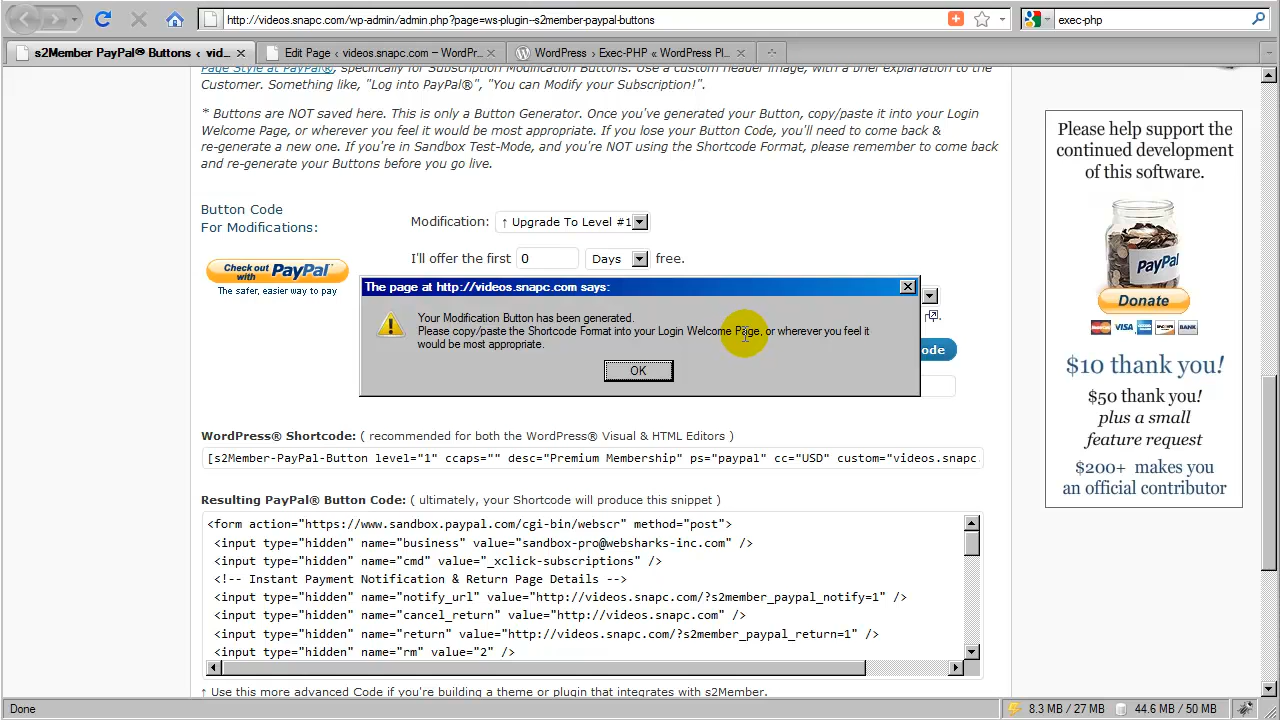 http://videos.snapc.com/wp-admin/admin.php?page=ws-plugin--s2member-paypal-buttons
exec-php
s2Member PayPal® Buttons ‹ vid...
Edit Page ‹ videos.snapc.com — WordPr...
WordPress › Exec-PHP « WordPress Pl...
Page Style at PayPal®, specifically for Subscription Modification Buttons. Use a custom header image, with a brief explanation to the
Customer. Something like, "Log into PayPal®", "You can Modify your Subscription!".
* Buttons are NOT saved here. This is only a Button Generator. Once you've generated your Button, copy/paste it into your Login
Welcome Page, or wherever you feel it would be most appropriate. If you lose your Button Code, you'll need to come back &
re-generate a new one. If you're in Sandbox Test-Mode, and you're NOT using the Shortcode Format, please remember to come back
and re-generate your Buttons before you go live.
Button Code
For Modifications:
Modification: ↑ Upgrade To Level #1
Check out with PayPal
The safer, easier way to pay
I'll offer the first 0 Days free.
The page at http://videos.snapc.com says:
Your Modification Button has been generated.
Please copy/paste the Shortcode Format into your Login Welcome Page, or wherever you feel it
would be most appropriate.
OK
ode
WordPress® Shortcode: ( recommended for both the WordPress® Visual & HTML Editors )
[s2Member-PayPal-Button level="1" ccaps="" desc="Premium Membership" ps="paypal" cc="USD" custom="videos.snapc
Resulting PayPal® Button Code: ( ultimately, your Shortcode will produce this snippet )
<form action="https://www.sandbox.paypal.com/cgi-bin/webscr" method="post">
<input type="hidden" name="business" value="sandbox-pro@websharks-inc.com" />
<input type="hidden" name="cmd" value="_xclick-subscriptions" />
<!-- Instant Payment Notification & Return Page Details -->
<input type="hidden" name="notify_url" value="http://videos.snapc.com/?s2member_paypal_notify=1" />
<input type="hidden" name="cancel_return" value="http://videos.snapc.com" />
<input type="hidden" name="return" value="http://videos.snapc.com/?s2member_paypal_return=1" />
<input type="hidden" name="rm" value="2" />
↑ Use this more advanced Code if you're building a theme or plugin that integrates with s2Member.
Please help support the
continued development
of this software.
PayPal
Donate
VISA
BANK
$10 thank you!
$50 thank you!
plus a small
feature request
$200+ makes you
an official contributor
Done
8.3 MB / 27 MB
44.6 MB / 50 MB